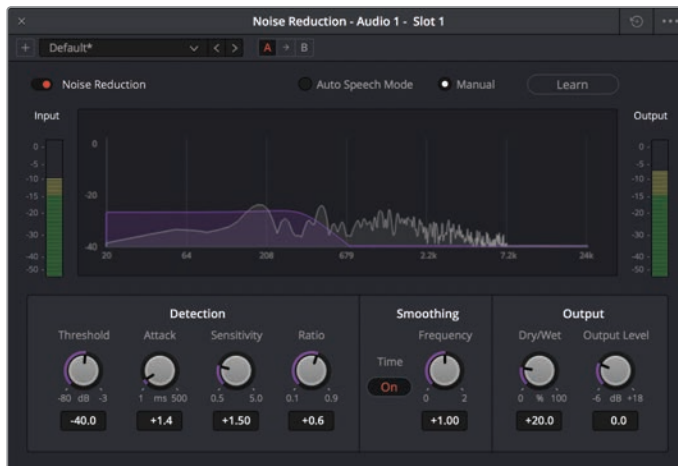 Noise Reduction - Audio 1 - Slot 1
Default*
A
B
Noise Reduction
Auto Speech Mode
Manual
Learn
Input
Output
0
-5
-10
-15
-20
-30
-40
-50
0
-20
-40
20 64 208 679 2.2k 7.2k 24k
0
-5
-10
-15
-20
-30
-40
-50
Detection
Threshold Attack Sensitivity Ratio
-80 dB -3 1 ms 500 0.5 5.0 0.1 0.9
-40.0 +1.4 +1.50 +0.6
Smoothing
Frequency
Time
On
0 2
+1.00
Output
Dry/Wet Output Level
0 % 100 -6 dB +18
+20.0 0.0